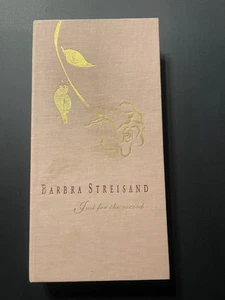 BARBRA STREISAND
Just for the record...